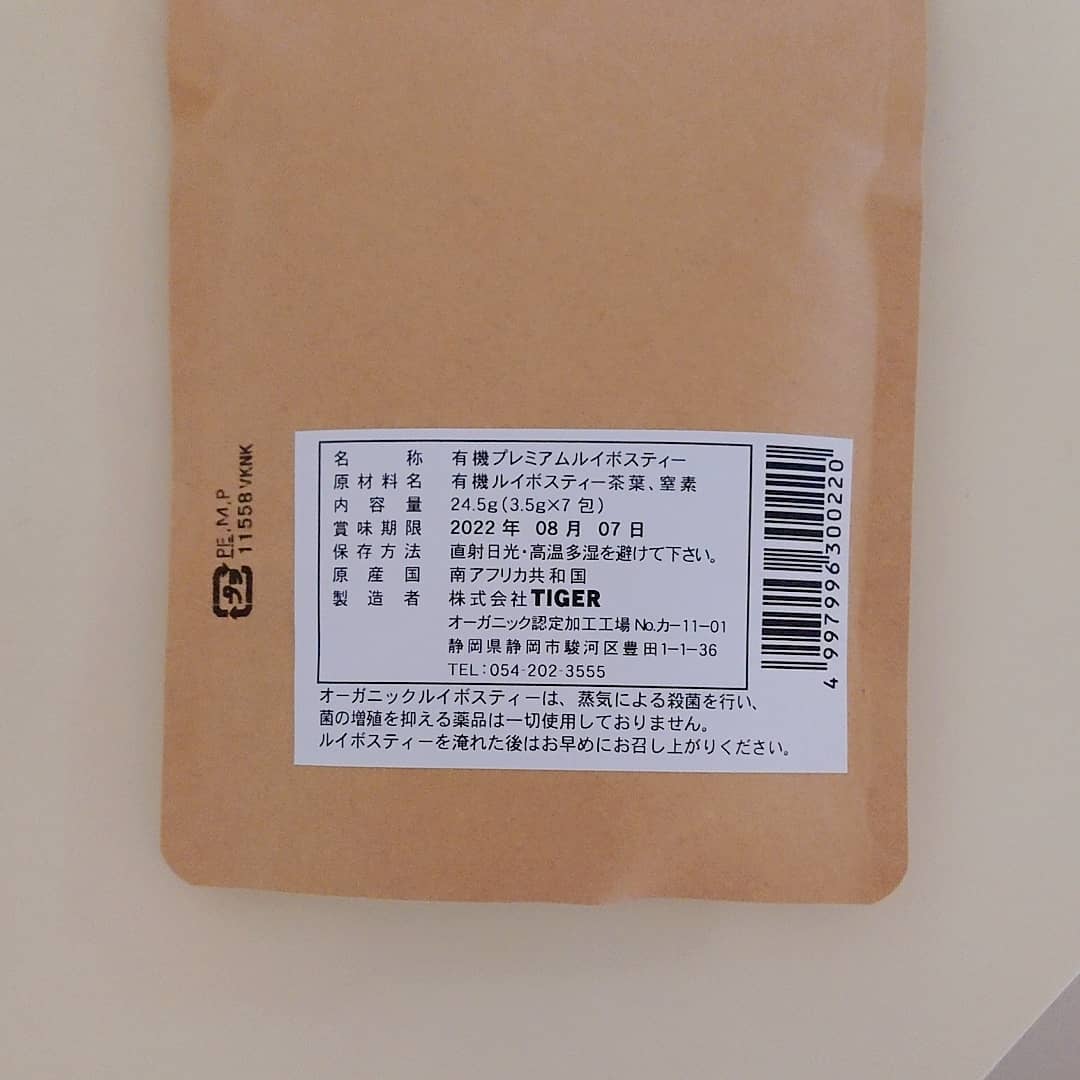 名称 有機プレミアムルイボスティー
原材料名 有機ルイボスティー茶葉、窒素
内容量 24.5g(3.5g×7包)
賞味期限 2022年 08月 07日
保存方法 直射日光・高温多湿を避けて下さい。
原産国 南アフリカ共和国
製造者 株式会社TIGER
オーガニック認定加工工場No.カ-11-01
静岡県静岡市駿河区豊田1-1-36
TEL:054-202-3555
オーガニックルイボスティーは、蒸気による殺菌を行い、
菌の増殖を抑える薬品は一切使用しておりません。
ルイボスティーを淹れた後はお早めにお召し上がりください。
4997996300220
PE,M,P
11558 VKNK
プラ